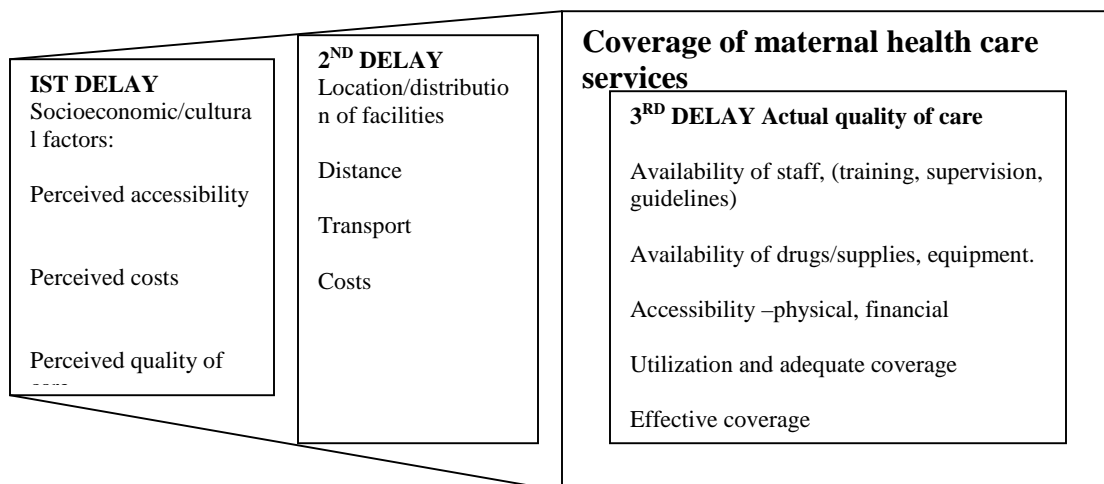 IST DELAY
Socioeconomic/cultura
l factors:
Perceived accessibility
Perceived costs
Perceived quality of
2ND DELAY
Location/distributio
n of facilities
Distance
Transport
Costs
Coverage of maternal health care
services
3RD DELAY Actual quality of care
Availability of staff, (training, supervision,
guidelines)
Availability of drugs/supplies, equipment.
Accessibility –physical, financial
Utilization and adequate coverage
Effective coverage